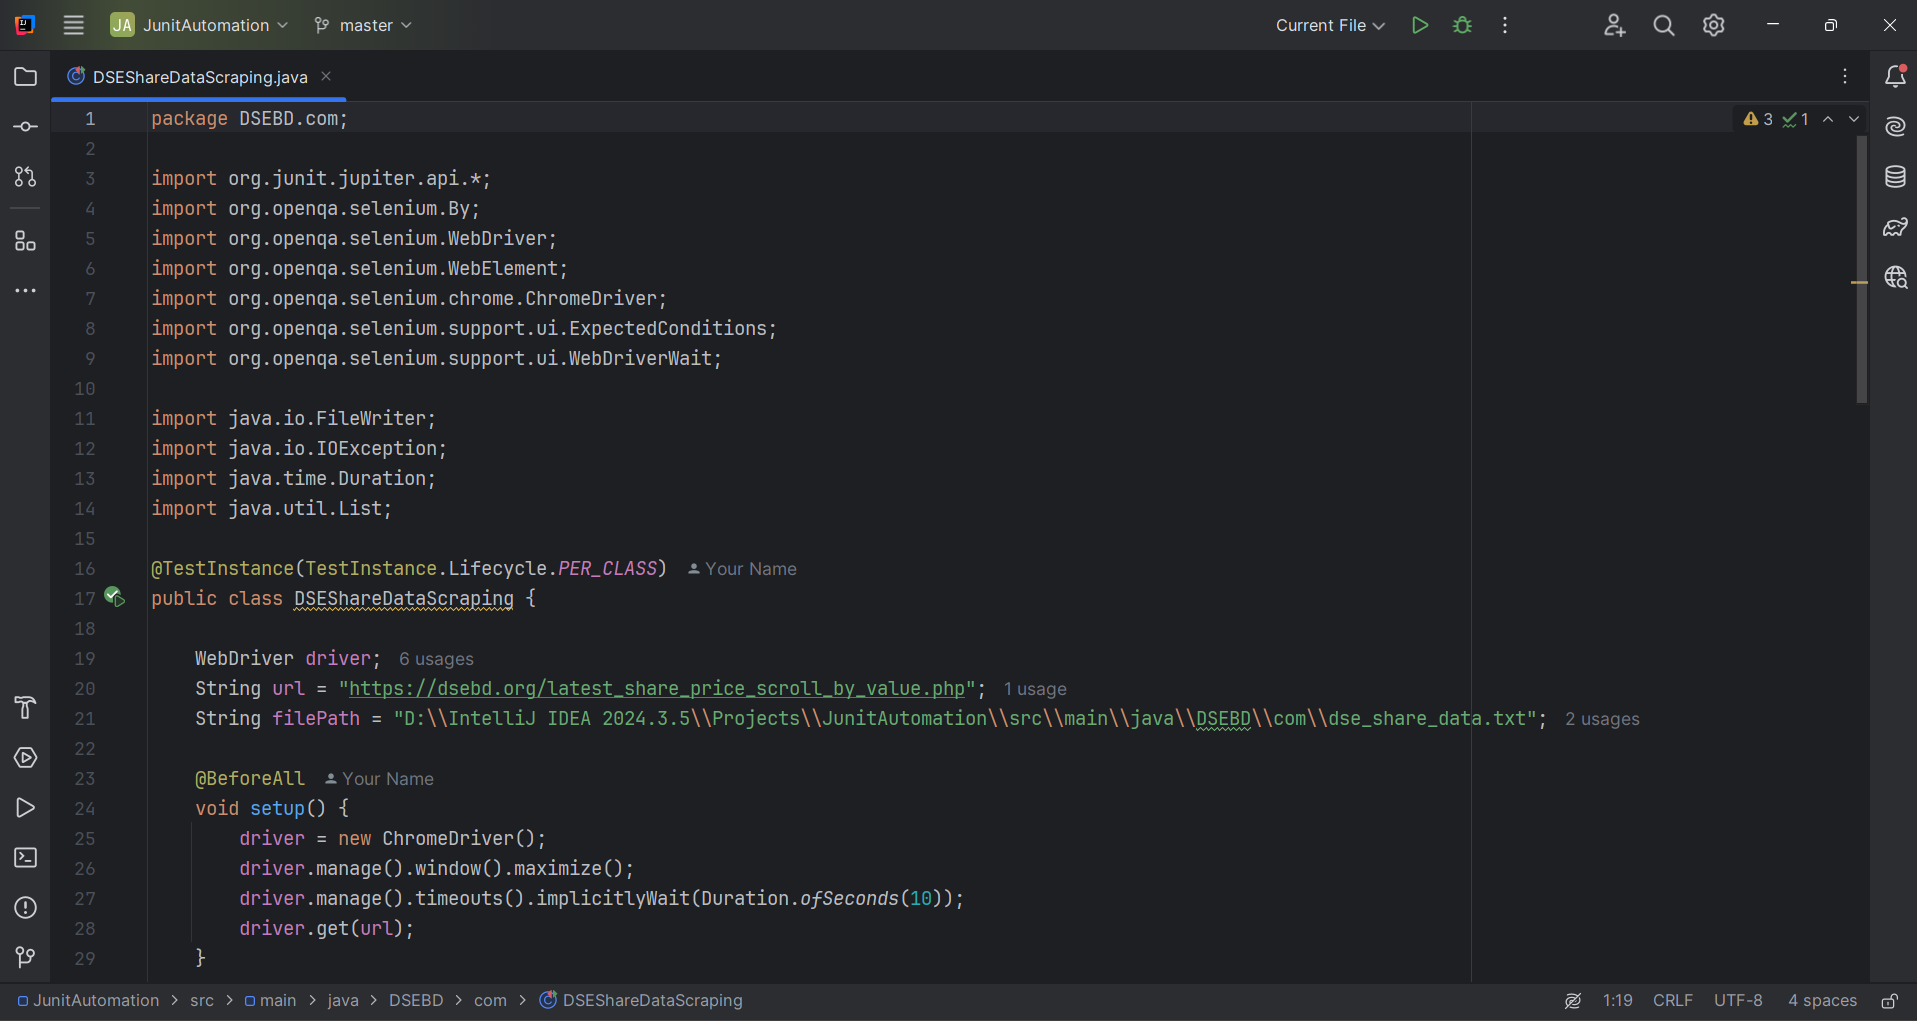 JA JunitAutomation master Current File
DSEShareDataScraping.java
1 package DSEBD.com; 3 1
2
3 import org.junit.jupiter.api.*;
4 import org.openqa.selenium.By;
5 import org.openqa.selenium.WebDriver;
6 import org.openqa.selenium.WebElement;
7 import org.openqa.selenium.chrome.ChromeDriver;
8 import org.openqa.selenium.support.ui.ExpectedConditions;
9 import org.openqa.selenium.support.ui.WebDriverWait;
10
11 import java.io.FileWriter;
12 import java.io.IOException;
13 import java.time.Duration;
14 import java.util.List;
15
16 @TestInstance(TestInstance.Lifecycle.PER_CLASS) Your Name
17 public class DSEShareDataScraping {
18
19 WebDriver driver; 6 usages
20 String url = "https://dsebd.org/latest_share_price_scroll_by_value.php"; 1 usage
21 String filePath = "D:\\IntelliJ IDEA 2024.3.5\\Projects\\JunitAutomation\\src\\main\\java\\DSEBD\\com\\dse_share_data.txt"; 2 usages
22
23 @BeforeAll Your Name
24 void setup() {
25 driver = new ChromeDriver();
26 driver.manage().window().maximize();
27 driver.manage().timeouts().implicitlyWait(Duration.ofSeconds(10));
28 driver.get(url);
29 }
JunitAutomation > src > main > java > DSEBD > com > DSEShareDataScraping 1:19 CRLF UTF-8 4 spaces